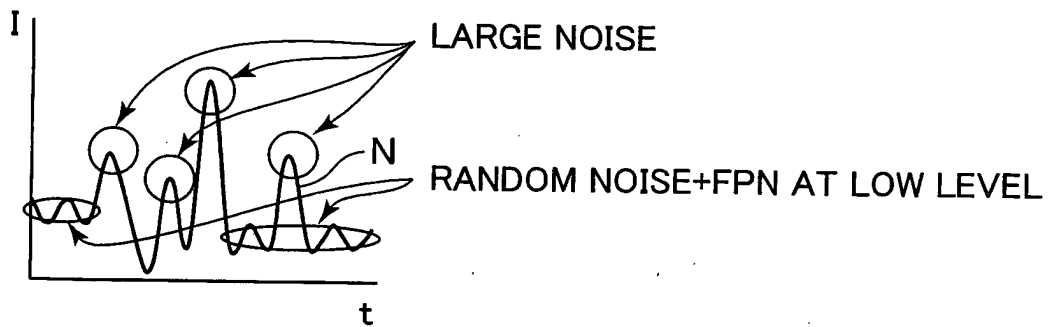 I
LARGE NOISE
N
RANDOM NOISE+FPN AT LOW LEVEL
t